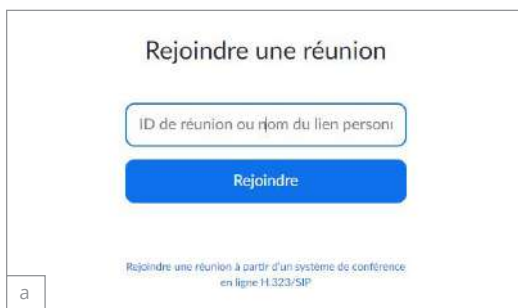 Rejoindre une réunion
ID de réunion ou nom du lien person
Rejoindre
Rejoindre une réunion à partir d'un système de conférence
en ligne H.323/SIP
a